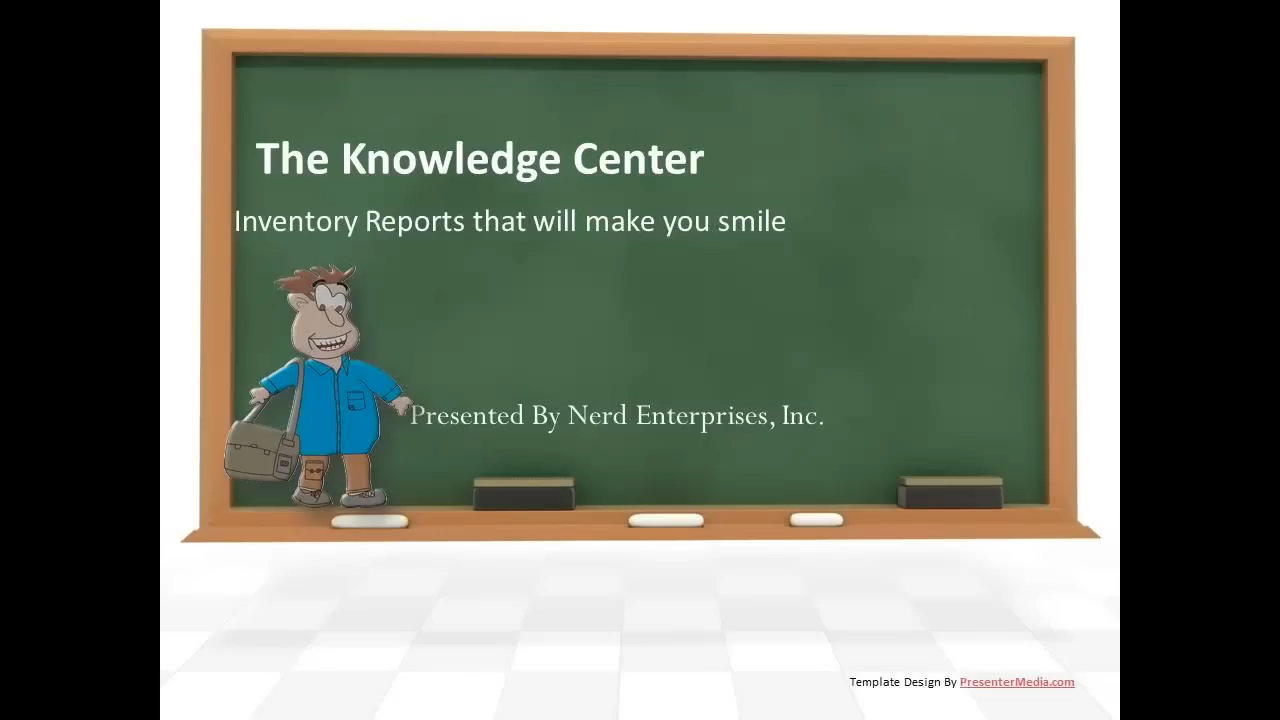 The Knowledge Center
Inventory Reports that will make you smile
Presented By Nerd Enterprises, Inc.
Template Design By PresenterMedia.com